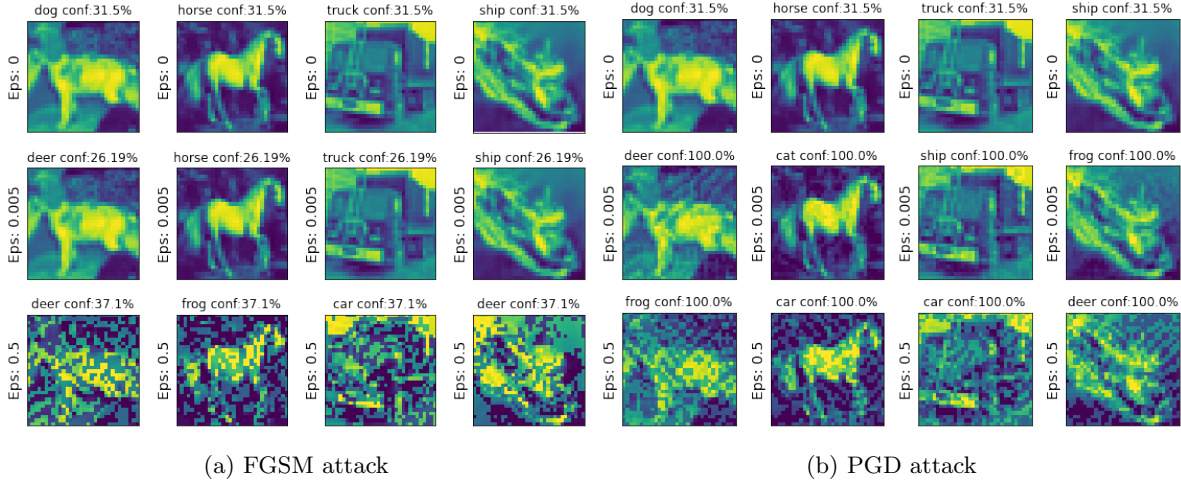 dog conf:31.5% horse conf:31.5% truck conf:31.5% ship conf:31.5% dog conf:31.5% horse conf:31.5% truck conf:31.5% ship conf:31.5%
Eps: 0 Eps: 0 Eps: 0 Eps: 0 Eps: 0 Eps: 0 Eps: 0 Eps: 0
deer conf:26.19% horse conf:26.19% truck conf:26.19% ship conf:26.19% deer conf:100.0% cat conf:100.0% ship conf:100.0% frog conf:100.0%
Eps: 0.005 Eps: 0.005 Eps: 0.005 Eps: 0.005 Eps: 0.005 Eps: 0.005 Eps: 0.005 Eps: 0.005
deer conf:37.1% frog conf:37.1% car conf:37.1% deer conf:37.1% frog conf:100.0% car conf:100.0% car conf:100.0% deer conf:100.0%
Eps: 0.5 Eps: 0.5 Eps: 0.5 Eps: 0.5 Eps: 0.5 Eps: 0.5 Eps: 0.5 Eps: 0.5
(a) FGSM attack (b) PGD attack